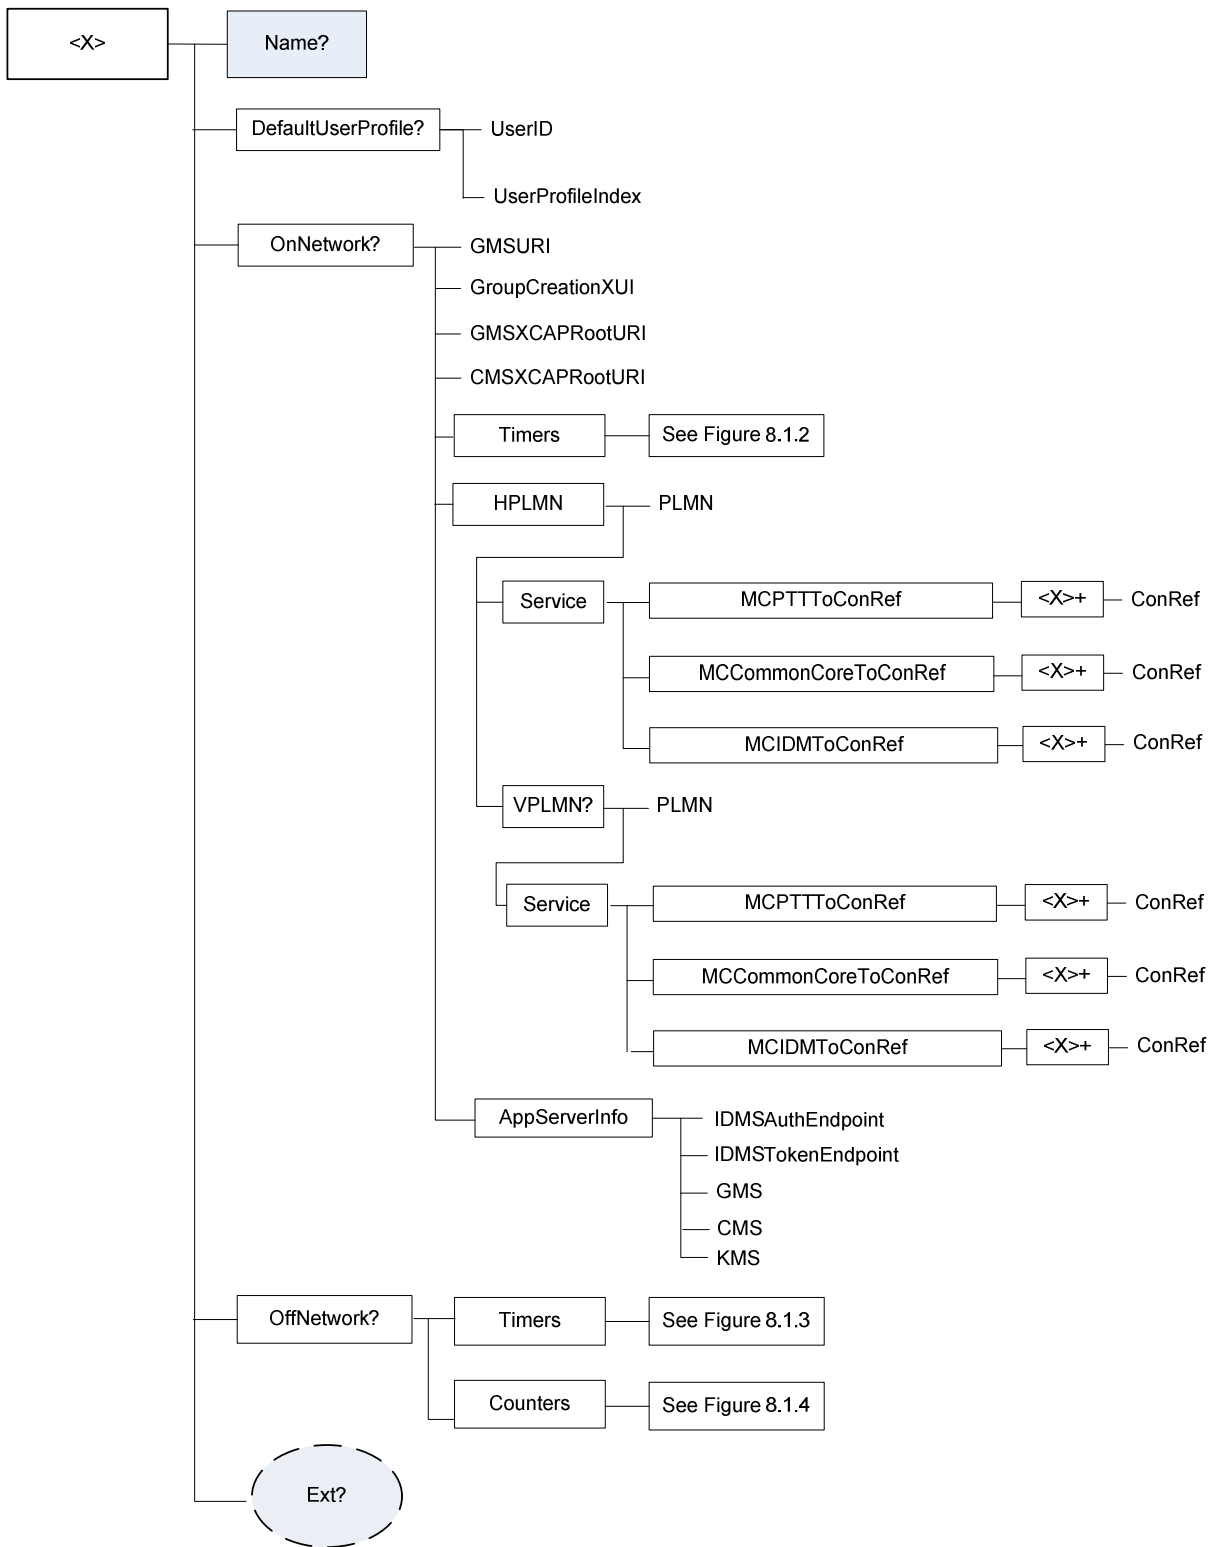 <X>
Name?
DefaultUserProfile?
UserID
UserProfileIndex
OnNetwork?
GMSURI
GroupCreationXUI
GMSXCAPRootURI
CMSXCAPRootURI
Timers
See Figure 8.1.2
HPLMN
PLMN
Service
MCPTTToConRef
<X>+
ConRef
MCCommonCoreToConRef
<X>+
ConRef
MCIDMToConRef
<X>+
ConRef
VPLMN?
PLMN
Service
MCPTTToConRef
<X>+
ConRef
MCCommonCoreToConRef
<X>+
ConRef
MCIDMToConRef
<X>+
ConRef
AppServerInfo
IDMSAuthEndpoint
IDMSTokenEndpoint
GMS
CMS
KMS
OffNetwork?
Timers
See Figure 8.1.3
Counters
See Figure 8.1.4
Ext?